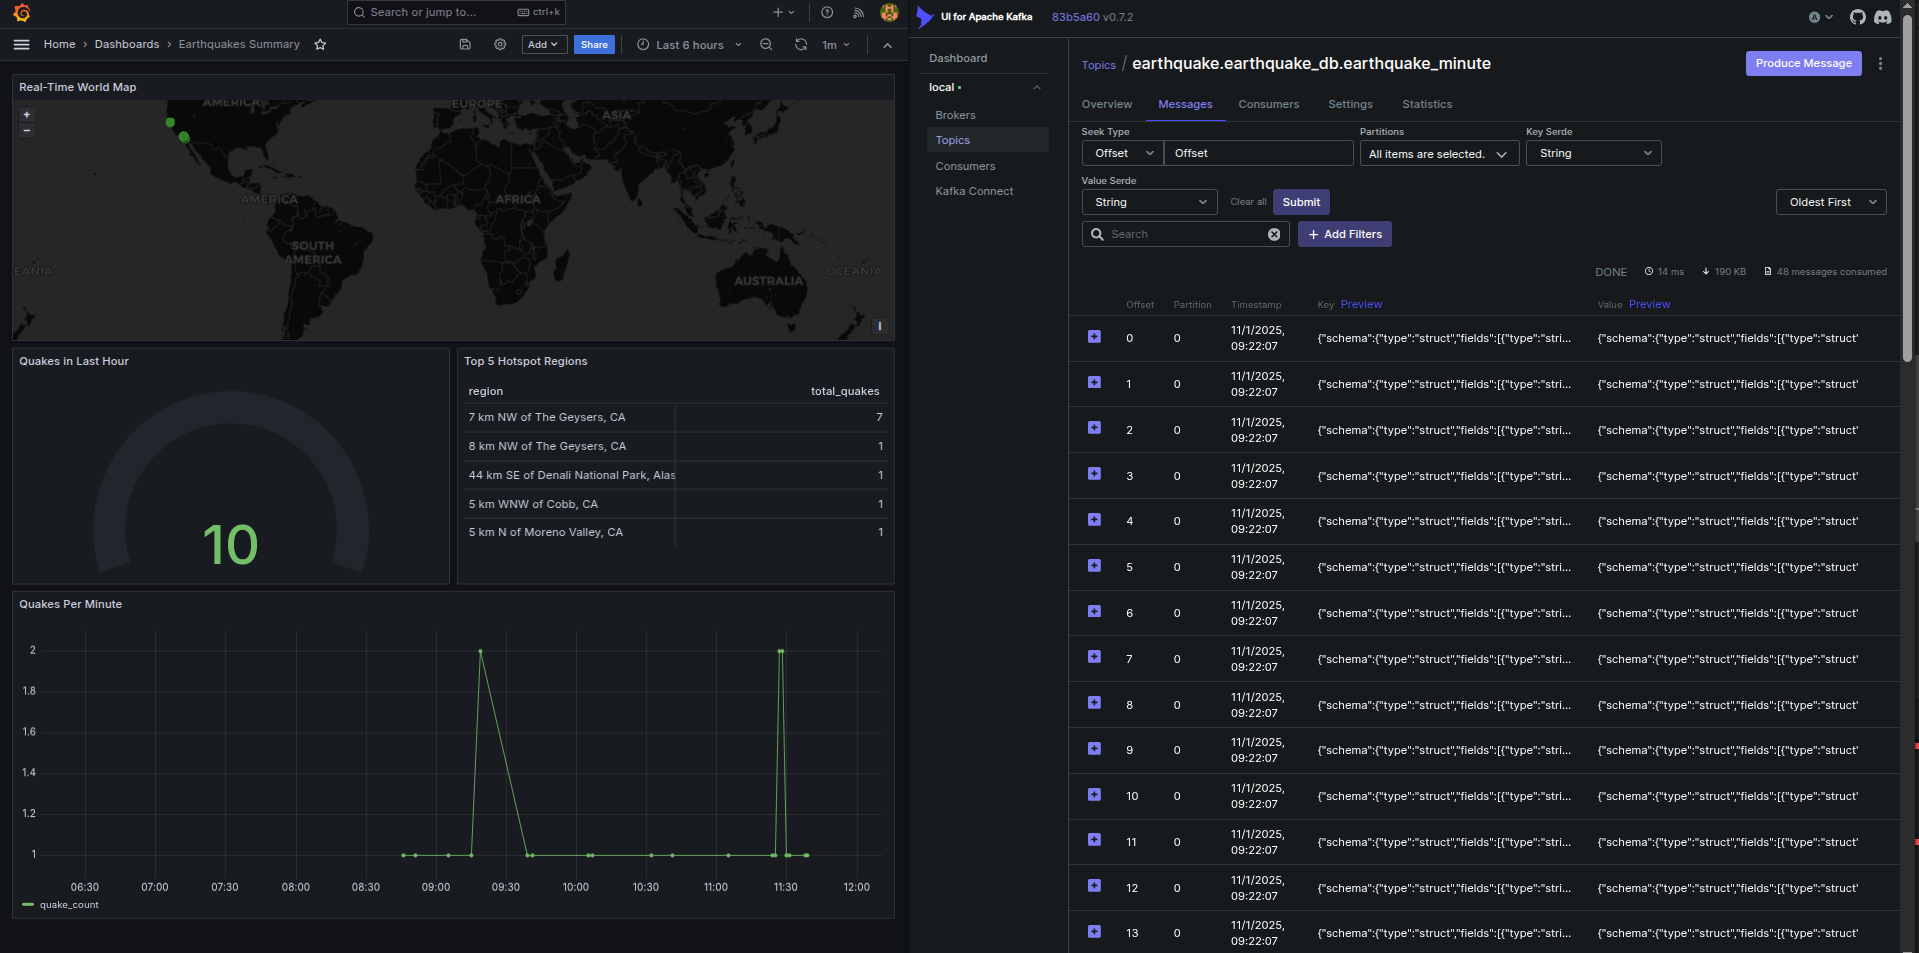 Search or jump to...
ctrl+k
Home › Dashboards › Earthquakes Summary
Add
Share
Last 6 hours
1m
Real-Time World Map
+
−
AMERICA
EUROPE
ASIA
AMERICA
AFRICA
SOUTH
AMERICA
EANIA
AUSTRALIA
OCEANIA
i
Quakes in Last Hour
10
Top 5 Hotspot Regions
region total_quakes
7 km NW of The Geysers, CA 7
8 km NW of The Geysers, CA 1
44 km SE of Denali National Park, Alas 1
5 km WNW of Cobb, CA 1
5 km N of Moreno Valley, CA 1
Quakes Per Minute
2
1.8
1.6
1.4
1.2
1
06:30 07:00 07:30 08:00 08:30 09:00 09:30 10:00 10:30 11:00 11:30 12:00
quake_count
UI for Apache Kafka 83b5a60 v0.7.2
A
Dashboard
local
Brokers
Topics
Consumers
Kafka Connect
Topics / earthquake.earthquake_db.earthquake_minute
Produce Message
Overview Messages Consumers Settings Statistics
Seek Type Partitions Key Serde
Offset Offset All items are selected. String
Value Serde
String Clear all Submit Oldest First
Search + Add Filters
DONE 14 ms 190 KB 48 messages consumed
Offset Partition Timestamp Key Preview Value Preview
0 0 11/1/2025, 09:22:07 {"schema":{"type":"struct","fields":[{"type":"stri... {"schema":{"type":"struct","fields":[{"type":"struct'
1 0 11/1/2025, 09:22:07 {"schema":{"type":"struct","fields":[{"type":"stri... {"schema":{"type":"struct","fields":[{"type":"struct'
2 0 11/1/2025, 09:22:07 {"schema":{"type":"struct","fields":[{"type":"stri... {"schema":{"type":"struct","fields":[{"type":"struct'
3 0 11/1/2025, 09:22:07 {"schema":{"type":"struct","fields":[{"type":"stri... {"schema":{"type":"struct","fields":[{"type":"struct'
4 0 11/1/2025, 09:22:07 {"schema":{"type":"struct","fields":[{"type":"stri... {"schema":{"type":"struct","fields":[{"type":"struct'
5 0 11/1/2025, 09:22:07 {"schema":{"type":"struct","fields":[{"type":"stri... {"schema":{"type":"struct","fields":[{"type":"struct'
6 0 11/1/2025, 09:22:07 {"schema":{"type":"struct","fields":[{"type":"stri... {"schema":{"type":"struct","fields":[{"type":"struct'
7 0 11/1/2025, 09:22:07 {"schema":{"type":"struct","fields":[{"type":"stri... {"schema":{"type":"struct","fields":[{"type":"struct'
8 0 11/1/2025, 09:22:07 {"schema":{"type":"struct","fields":[{"type":"stri... {"schema":{"type":"struct","fields":[{"type":"struct'
9 0 11/1/2025, 09:22:07 {"schema":{"type":"struct","fields":[{"type":"stri... {"schema":{"type":"struct","fields":[{"type":"struct'
10 0 11/1/2025, 09:22:07 {"schema":{"type":"struct","fields":[{"type":"stri... {"schema":{"type":"struct","fields":[{"type":"struct'
11 0 11/1/2025, 09:22:07 {"schema":{"type":"struct","fields":[{"type":"stri... {"schema":{"type":"struct","fields":[{"type":"struct'
12 0 11/1/2025, 09:22:07 {"schema":{"type":"struct","fields":[{"type":"stri... {"schema":{"type":"struct","fields":[{"type":"struct'
13 0 11/1/2025, 09:22:07 {"schema":{"type":"struct","fields":[{"type":"stri... {"schema":{"type":"struct","fields":[{"type":"struct'